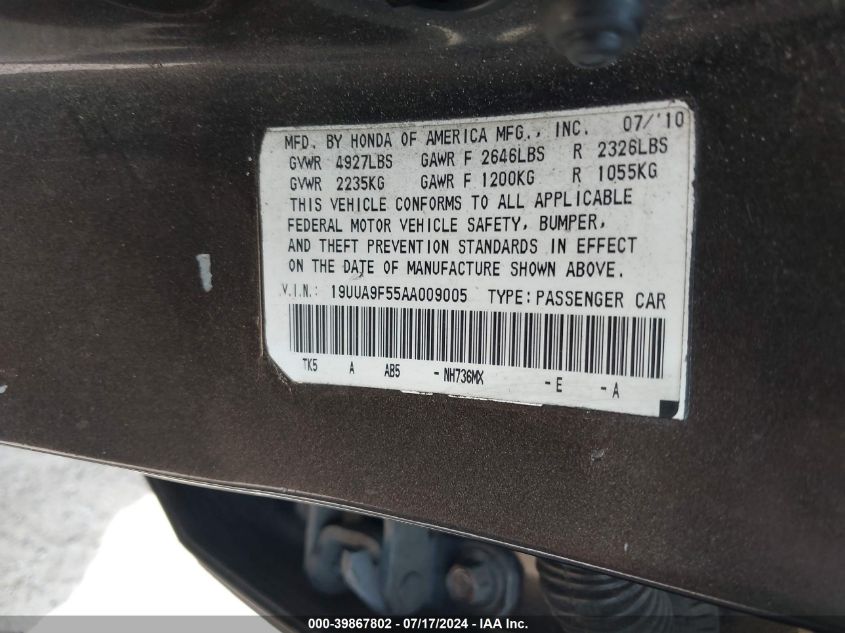 MFD. BY HONDA OF AMERICA MFG., INC. 07/'10
GVWR 4927LBS GAWR F 2646LBS R 2326LBS
GVWR 2235KG GAWR F 1200KG R 1055KG
THIS VEHICLE CONFORMS TO ALL APPLICABLE
FEDERAL MOTOR VEHICLE SAFETY, BUMPER,
AND THEFT PREVENTION STANDARDS IN EFFECT
ON THE DATE OF MANUFACTURE SHOWN ABOVE.
V.I.N.: 19UUA9F55AA009005 TYPE: PASSENGER CAR
TK5 A AB5 - NH736MX - E - A
000-39867802 - 07/17/2024 - IAA Inc.